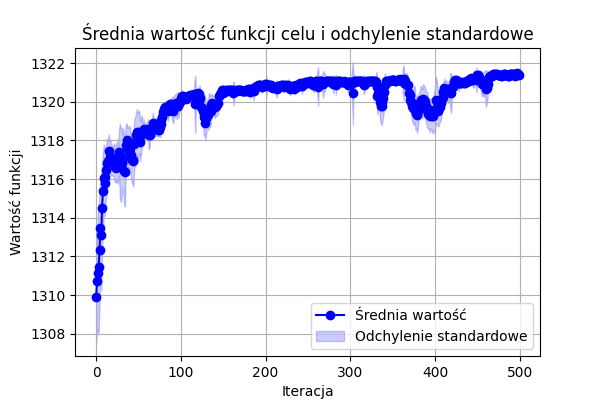 Średnia wartość funkcji celu i odchylenie standardowe
Wartość funkcji
1322
1320
1318
1316
1314
1312
1310
1308
0 100 200 300 400 500
Iteracja
Średnia wartość
Odchylenie standardowe